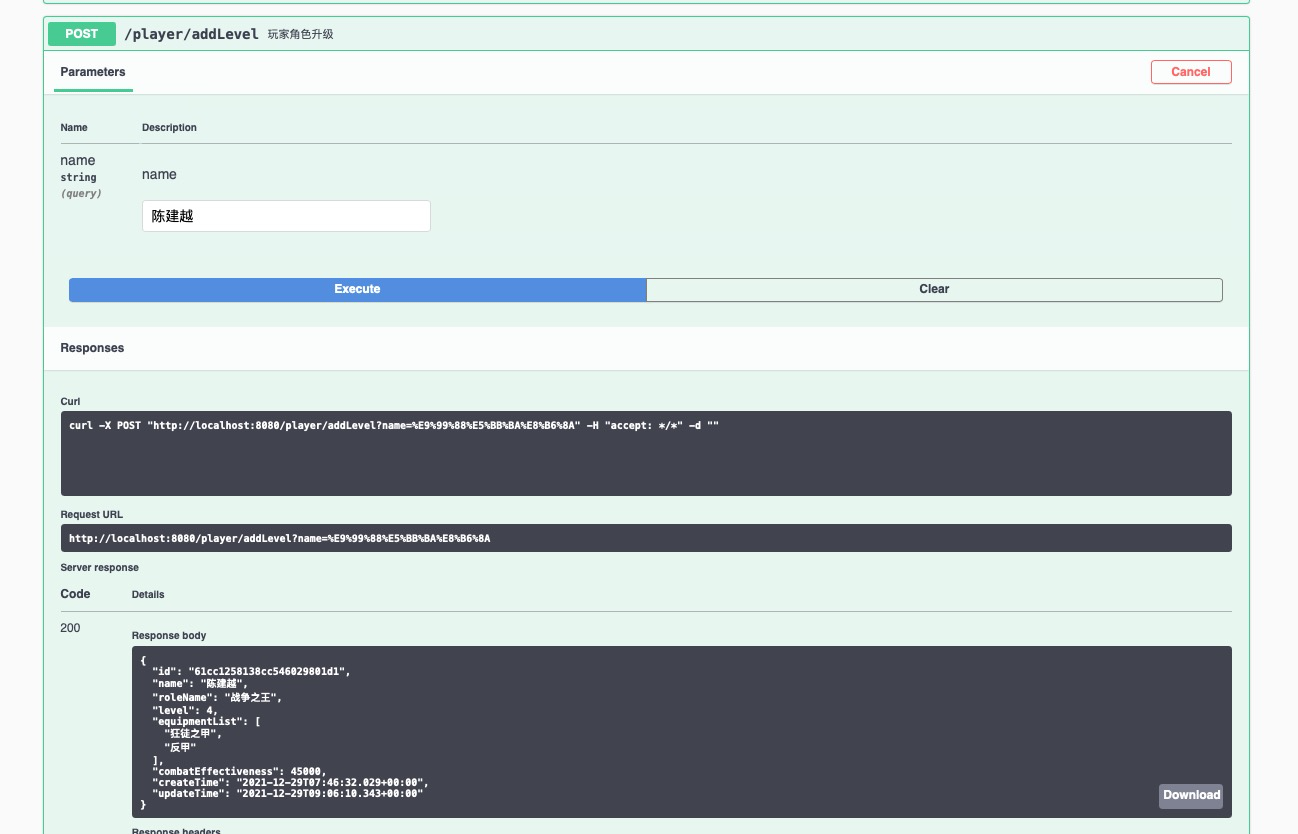 POST /player/addLevel 玩家角色升级
Parameters
Cancel
Name Description
name
string
(query)
name
陈建越
Execute Clear
Responses
Curl
curl -X POST "http://localhost:8080/player/addLevel?name=%E9%99%88%E5%BB%BA%E8%B6%8A" -H "accept: */*" -d ""
Request URL
http://localhost:8080/player/addLevel?name=%E9%99%88%E5%BB%BA%E8%B6%8A
Server response
Code Details
200
Response body
{
"id": "61cc1258138cc546029801d1",
"name": "陈建越",
"roleName": "战争之王",
"level": 4,
"equipmentList": [
"狂徒之甲",
"反甲"
],
"combatEffectiveness": 45000,
"createTime": "2021-12-29T07:46:32.029+00:00",
"updateTime": "2021-12-29T09:06:10.343+00:00"
}
Download
Response headers